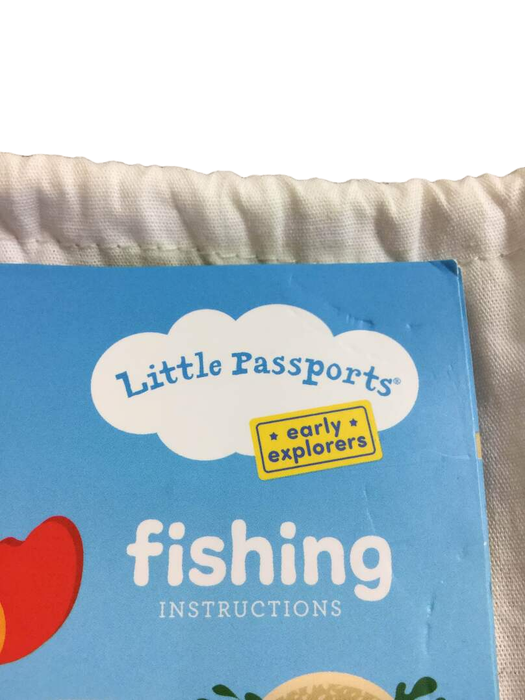 Little Passports®
★ early ★
explorers
fishing
INSTRUCTIONS